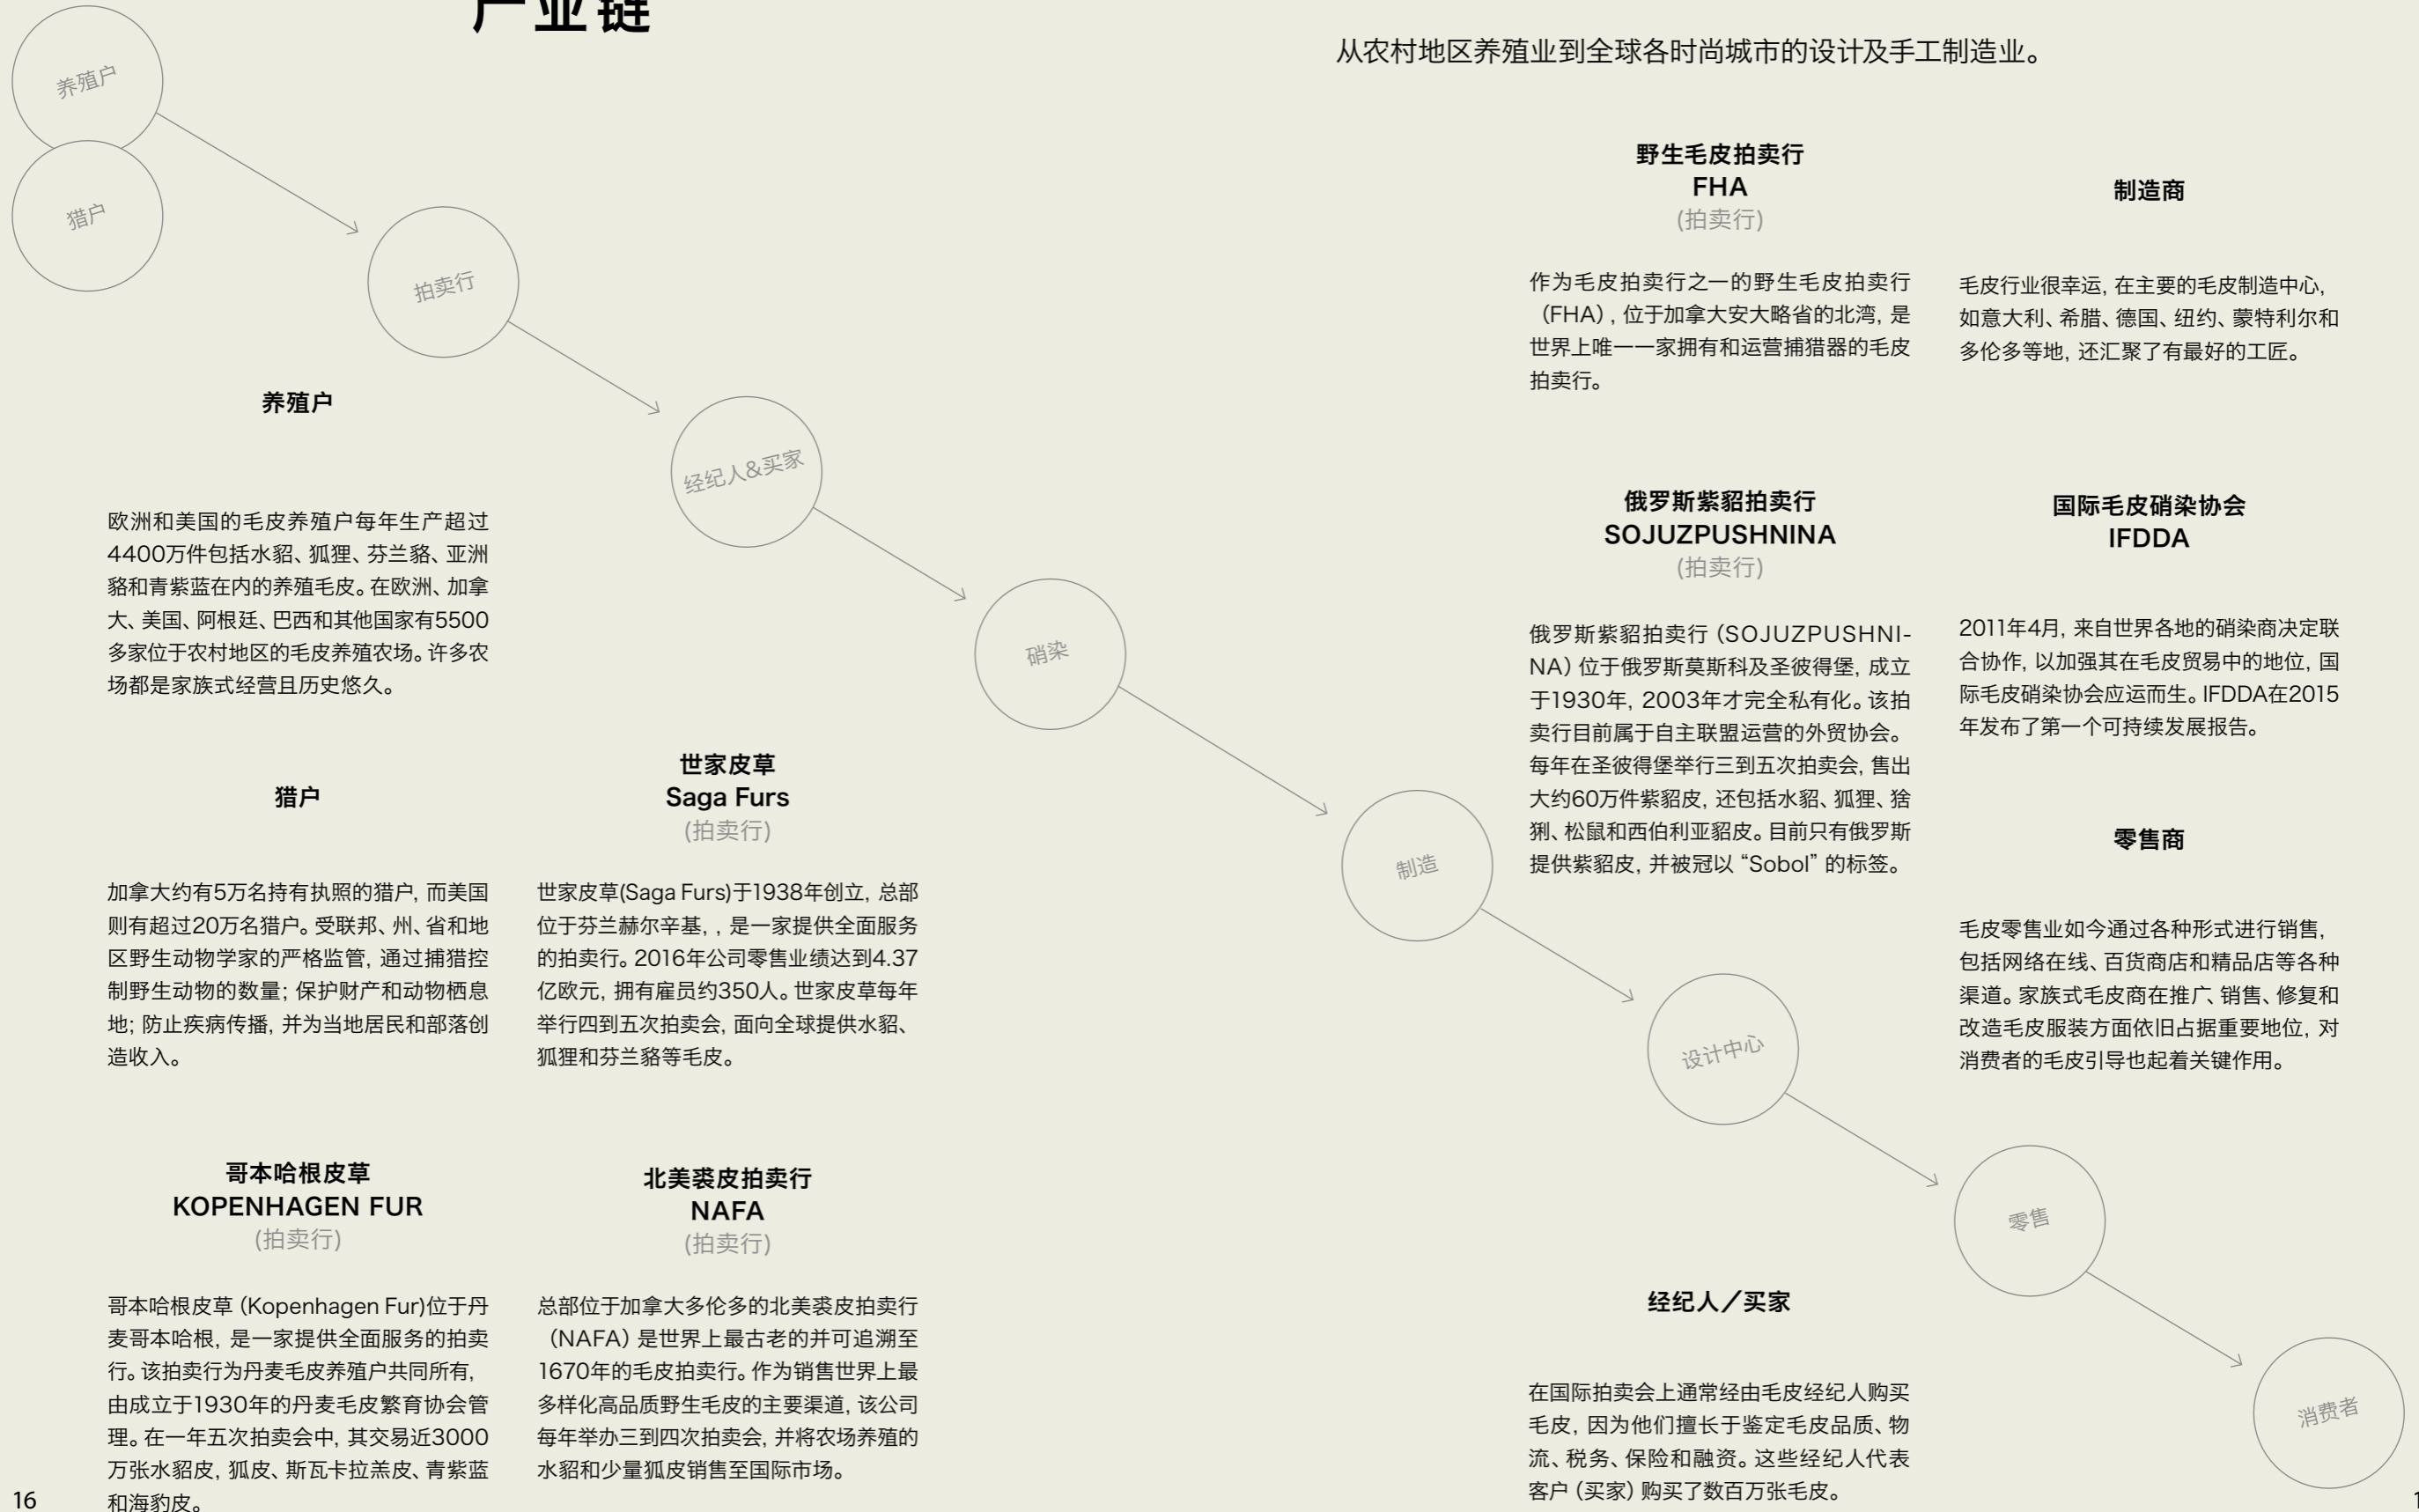 产业链
从农村地区养殖业到全球各时尚城市的设计及手工制造业。
养殖户
猎户
拍卖行
经纪人&买家
硝染
制造
设计中心
零售
消费者
养殖户
欧洲和美国的毛皮养殖户每年生产超过
4400万件包括水貂、狐狸、芬兰貉、亚洲
貉和青紫蓝在内的养殖毛皮。在欧洲、加拿
大、美国、阿根廷、巴西和其他国家有5500
多家位于农村地区的毛皮养殖农场。许多农
场都是家族式经营且历史悠久。
猎户
加拿大约有5万名持有执照的猎户, 而美国
则有超过20万名猎户。受联邦、州、省和地
区野生动物学家的严格监管, 通过捕猎控
制野生动物的数量; 保护财产和动物栖息
地; 防止疾病传播, 并为当地居民和部落创
造收入。
哥本哈根皮草
KOPENHAGEN FUR
(拍卖行)
哥本哈根皮草 (Kopenhagen Fur)位于丹
麦哥本哈根, 是一家提供全面服务的拍卖
行。该拍卖行为丹麦毛皮养殖户共同所有,
由成立于1930年的丹麦毛皮繁育协会管
理。在一年五次拍卖会中, 其交易近3000
万张水貂皮, 狐皮、斯瓦卡拉羔皮、青紫蓝
和海豹皮。
世家皮草
Saga Furs
(拍卖行)
世家皮草(Saga Furs)于1938年创立, 总部
位于芬兰赫尔辛基, , 是一家提供全面服务
的拍卖行。2016年公司零售业绩达到4.37
亿欧元, 拥有雇员约350人。世家皮草每年
举行四到五次拍卖会, 面向全球提供水貂、
狐狸和芬兰貉等毛皮。
北美裘皮拍卖行
NAFA
(拍卖行)
总部位于加拿大多伦多的北美裘皮拍卖行
(NAFA) 是世界上最古老的并可追溯至
1670年的毛皮拍卖行。作为销售世界上最
多样化高品质野生毛皮的主要渠道, 该公司
每年举办三到四次拍卖会, 并将农场养殖的
水貂和少量狐皮销售至国际市场。
野生毛皮拍卖行
FHA
(拍卖行)
作为毛皮拍卖行之一的野生毛皮拍卖行
(FHA) , 位于加拿大安大略省的北湾, 是
世界上唯一一家拥有和运营捕猎器的毛皮
拍卖行。
俄罗斯紫貂拍卖行
SOJUZPUSHNINA
(拍卖行)
俄罗斯紫貂拍卖行 (SOJUZPUSHNI-
NA) 位于俄罗斯莫斯科及圣彼得堡, 成立
于1930年, 2003年才完全私有化。该拍
卖行目前属于自主联盟运营的外贸协会。
每年在圣彼得堡举行三到五次拍卖会, 售出
大约60万件紫貂皮, 还包括水貂、狐狸、猞
猁、松鼠和西伯利亚貂皮。目前只有俄罗斯
提供紫貂皮, 并被冠以 “Sobol” 的标签。
经纪人／买家
在国际拍卖会上通常经由毛皮经纪人购买
毛皮, 因为他们擅长于鉴定毛皮品质、物
流、税务、保险和融资。这些经纪人代表
客户 (买家) 购买了数百万张毛皮。
制造商
毛皮行业很幸运, 在主要的毛皮制造中心,
如意大利、希腊、德国、纽约、蒙特利尔和
多伦多等地, 还汇聚了有最好的工匠。
国际毛皮硝染协会
IFDDA
2011年4月, 来自世界各地的硝染商决定联
合协作, 以加强其在毛皮贸易中的地位, 国
际毛皮硝染协会应运而生。IFDDA在2015
年发布了第一个可持续发展报告。
零售商
毛皮零售业如今通过各种形式进行销售,
包括网络在线、百货商店和精品店等各种
渠道。家族式毛皮商在推广、销售、修复和
改造毛皮服装方面依旧占据重要地位, 对
消费者的毛皮引导也起着关键作用。
16